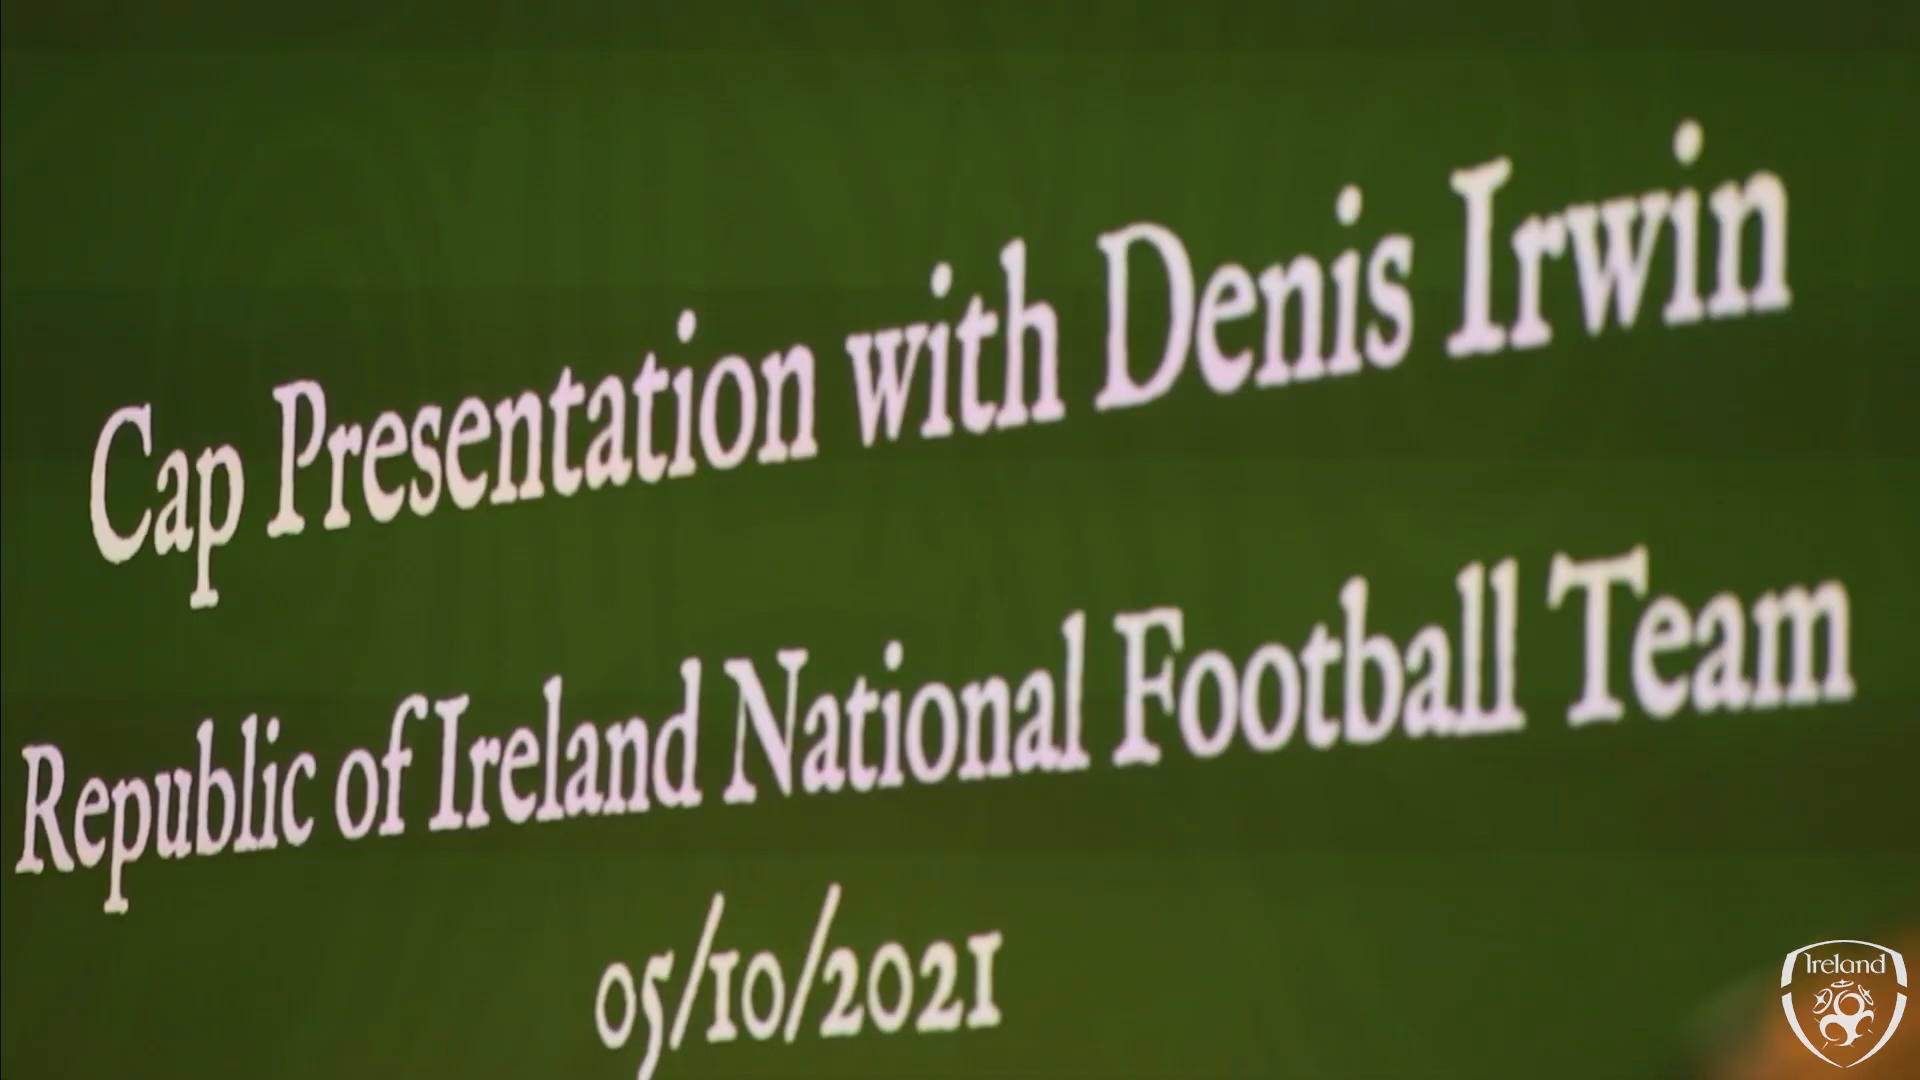 Cap Presentation with Denis Irwin
Republic of Ireland National Football Team
05/10/2021
Ireland